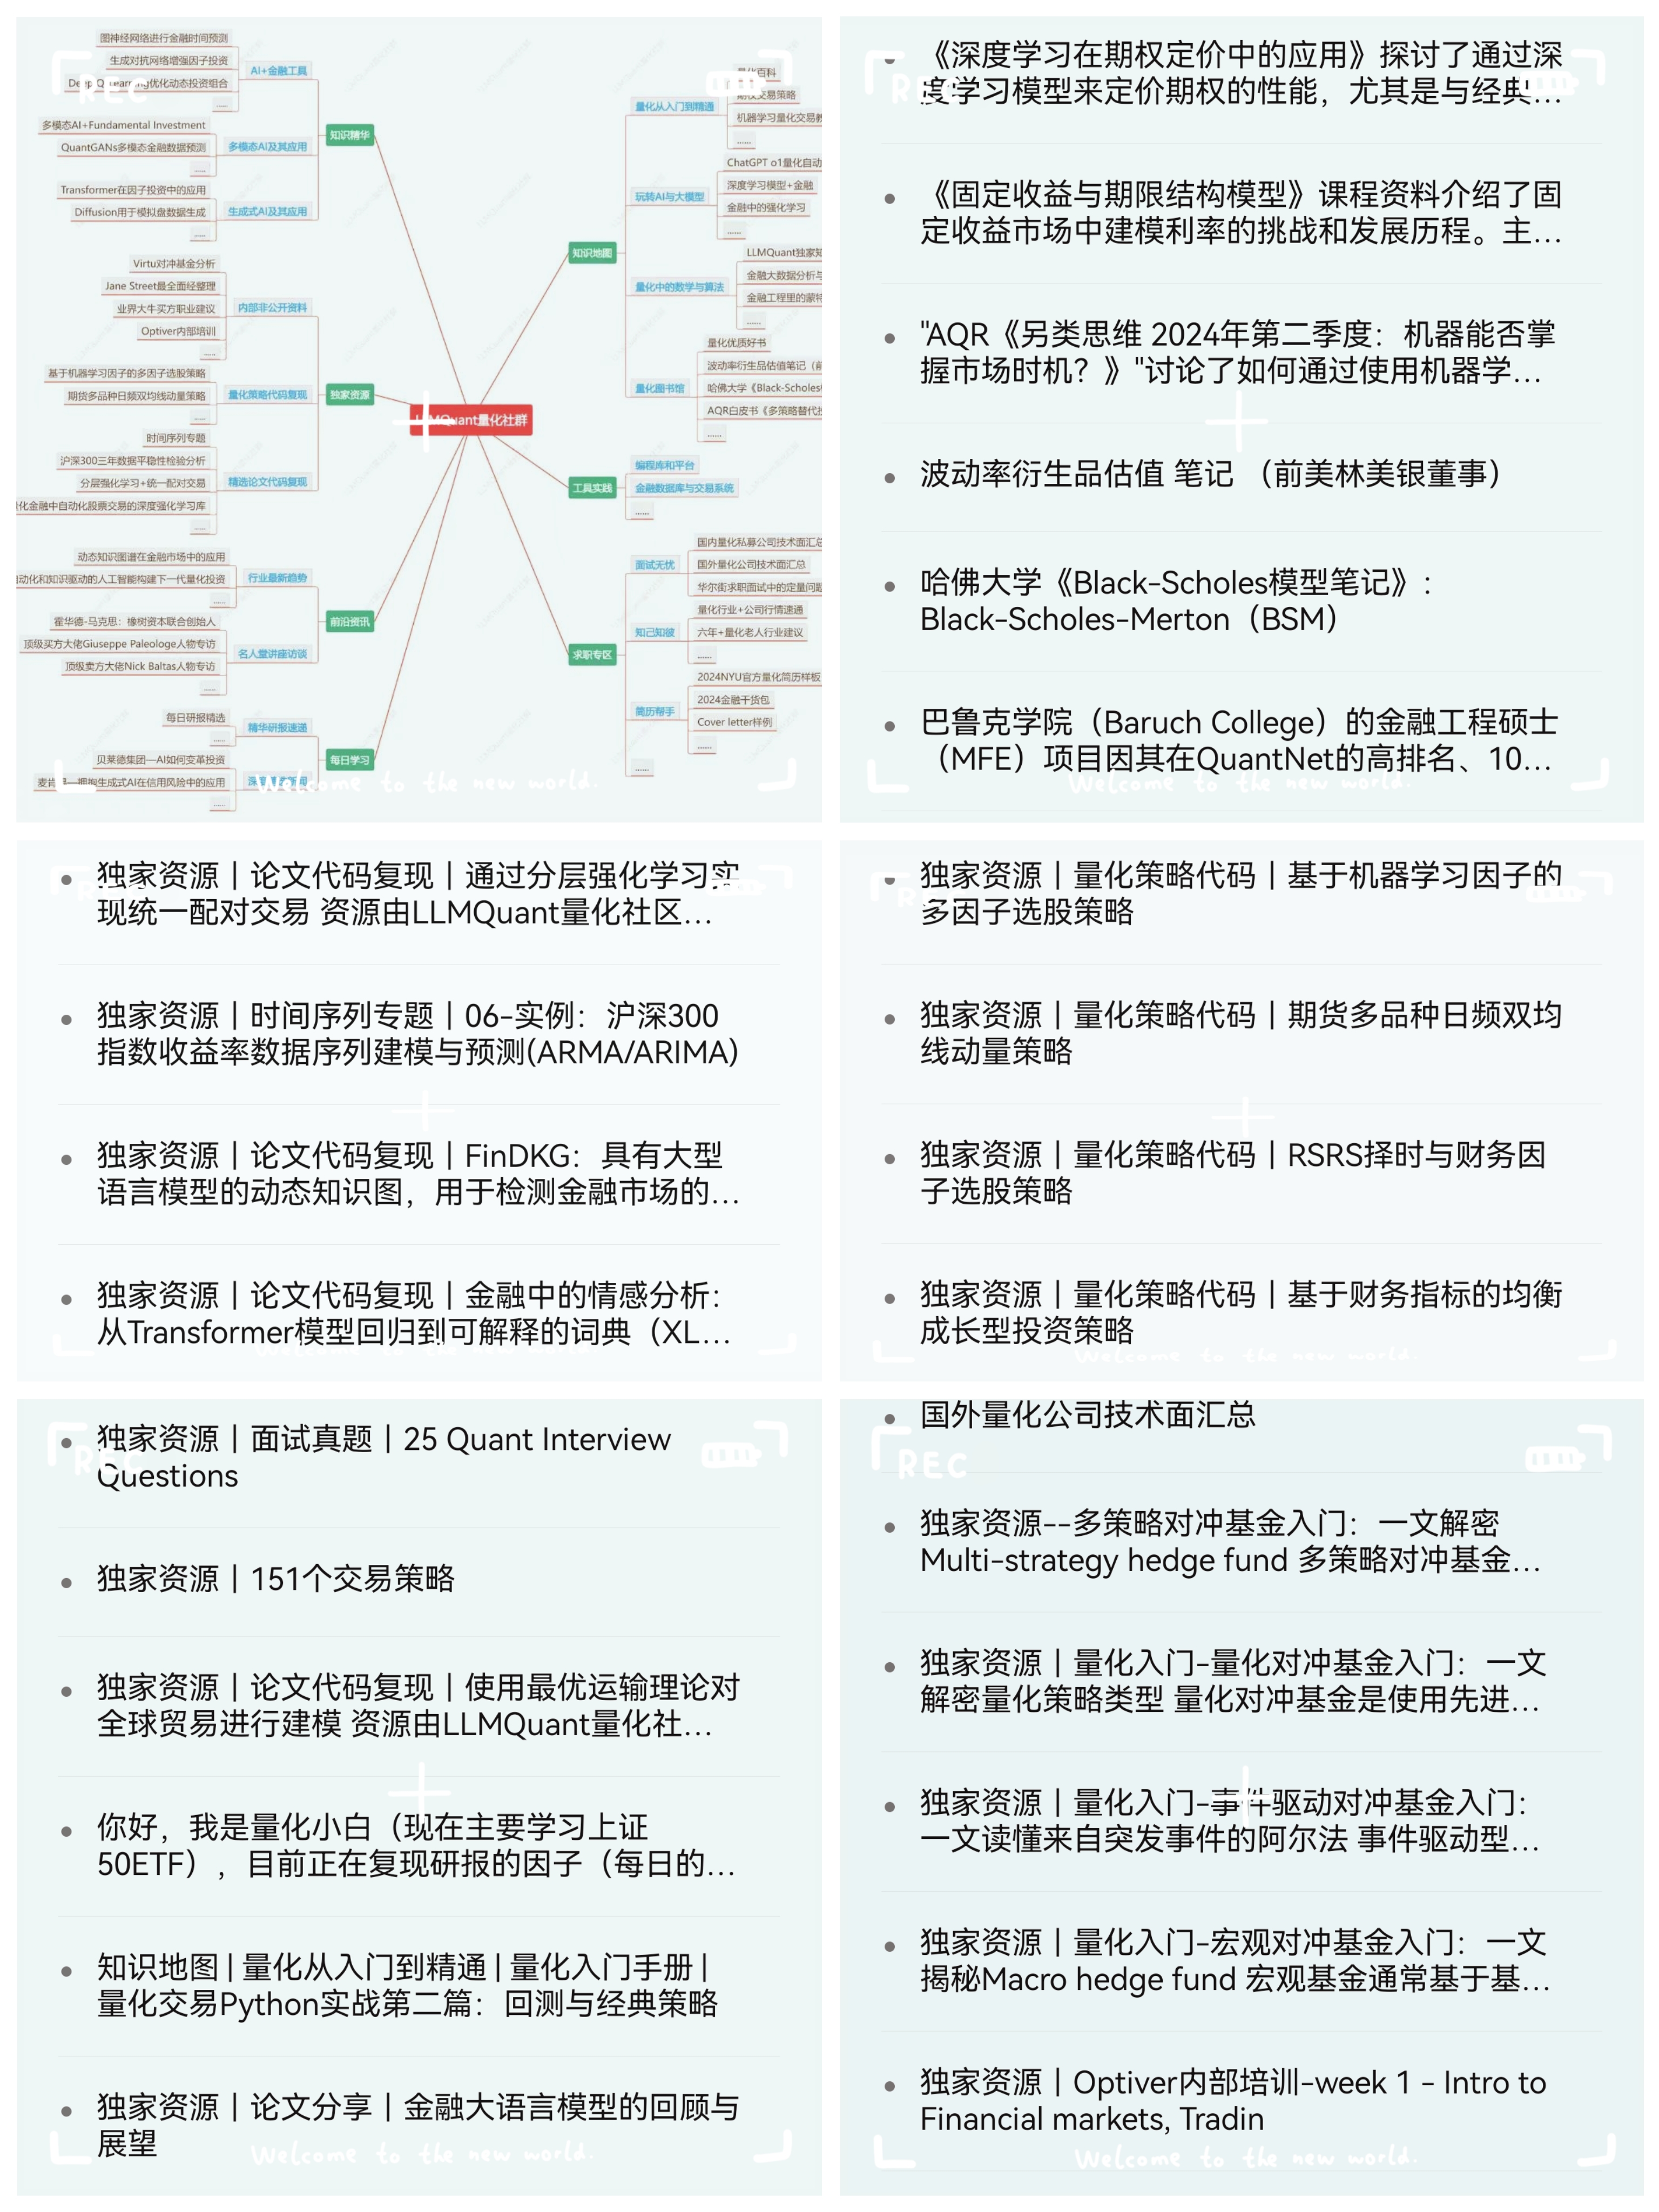 图神经网络进行金融时间预测
生成对抗网络增强因子投资
Deep Q Learning优化动态投资组合
......
AI+金融工具
多模态AI+Fundamental Investment
QuantGANs多模态金融数据预测
......
多模态AI及其应用
Transformer在因子投资中的应用
Diffusion用于模拟盘数据生成
......
生成式AI及其应用
知识精华
Virtu对冲基金分析
Jane Street最全面经整理
业界大牛买方职业建议
Optiver内部培训
......
内部非公开资料
基于机器学习因子的多因子选股策略
期货多品种日频双均线动量策略
......
量化策略代码复现
时间序列专题
沪深300三年数据平稳性检验分析
分层强化学习+统一配对交易
化金融中自动化股票交易的深度强化学习库
......
精选论文代码复现
独家资源
动态知识图谱在金融市场中的应用
动化和知识驱动的人工智能构建下一代量化投资
......
行业最新趋势
霍华德-马克思：橡树资本联合创始人
顶级买方大佬Giuseppe Paleologe人物专访
顶级卖方大佬Nick Baltas人物专访
......
名人堂讲座访谈
前沿资讯
每日研报精选
......
精华研报速递
贝莱德集团—AI如何变革投资
拥抱生成式AI在信用风险中的应用
......
每日学习
LLMQuant量化社群
量化百科
期权交易策略
机器学习量化交易教
......
量化从入门到精通
ChatGPT o1量化自动
深度学习模型+金融
金融中的强化学习
......
玩转AI与大模型
LLMQuant独家知
金融大数据分析与
金融工程里的蒙特
......
量化中的数学与算法
量化优质好书
波动率衍生品估值笔记（前
哈佛大学《Black-Scholes
AQR白皮书《多策略替代
......
量化图书馆
知识地图
编程库和平台
金融数据库与交易系统
......
工具实践
国内量化私募公司技术面汇总
国外量化公司技术面汇总
华尔街求职面试中的定量问题
面试无忧
量化行业+公司行情速通
六年+量化老人行业建议
......
知己知彼
2024NYU官方量化简历样板
2024金融干货包
Cover letter样例
......
简历帮手
......
求职专区
REC
Welcome to the new world.
《深度学习在期权定价中的应用》探讨了通过深
度学习模型来定价期权的性能，尤其是与经典...
《固定收益与期限结构模型》课程资料介绍了固
定收益市场中建模利率的挑战和发展历程。主...
"AQR《另类思维 2024年第二季度：机器能否掌
握市场时机？》"讨论了如何通过使用机器学...
波动率衍生品估值 笔记 （前美林美银董事）
哈佛大学《Black-Scholes模型笔记》:
Black-Scholes-Merton（BSM）
巴鲁克学院（Baruch College）的金融工程硕士
（MFE）项目因其在QuantNet的高排名、10...
Welcome to the new world.
独家资源 | 论文代码复现 | 通过分层强化学习实
现统一配对交易 资源由LLMQuant量化社区...
独家资源 | 时间序列专题 | 06-实例：沪深300
指数收益率数据序列建模与预测(ARMA/ARIMA)
独家资源 | 论文代码复现 | FinDKG：具有大型
语言模型的动态知识图，用于检测金融市场的...
独家资源 | 论文代码复现 | 金融中的情感分析：
从Transformer模型回归到可解释的词典（XL...
独家资源 | 量化策略代码 | 基于机器学习因子的
多因子选股策略
独家资源 | 量化策略代码 | 期货多品种日频双均
线动量策略
独家资源 | 量化策略代码 | RSRS择时与财务因
子选股策略
独家资源 | 量化策略代码 | 基于财务指标的均衡
成长型投资策略
Welcome to the new world.
独家资源 | 面试真题 | 25 Quant Interview
Questions
REC
独家资源 | 151个交易策略
独家资源 | 论文代码复现 | 使用最优运输理论对
全球贸易进行建模 资源由LLMQuant量化社...
你好，我是量化小白（现在主要学习上证
50ETF），目前正在复现研报的因子（每日的...
知识地图 | 量化从入门到精通 | 量化入门手册 |
量化交易Python实战第二篇：回测与经典策略
独家资源 | 论文分享 | 金融大语言模型的回顾与
展望
Welcome to the new world.
国外量化公司技术面汇总
REC
独家资源--多策略对冲基金入门：一文解密
Multi-strategy hedge fund 多策略对冲基金...
独家资源 | 量化入门-量化对冲基金入门：一文
解密量化策略类型 量化对冲基金是使用先进...
独家资源 | 量化入门-事件驱动对冲基金入门：
一文读懂来自突发事件的阿尔法 事件驱动型...
独家资源 | 量化入门-宏观对冲基金入门：一文
揭秘Macro hedge fund 宏观基金通常基于基...
独家资源 | Optiver内部培训-week 1 - Intro to
Financial markets, Tradin
Welcome to the new world.